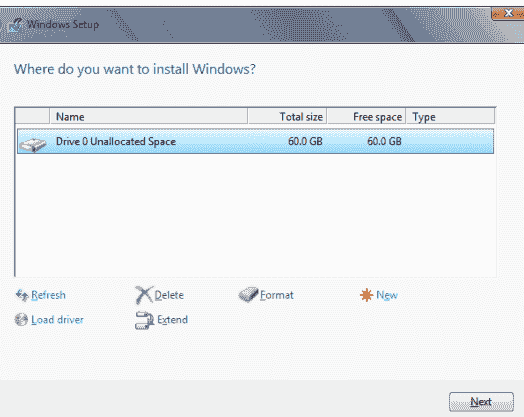 Windows Setup
Where do you want to install Windows?
Name Total size Free space Type
Drive 0 Unallocated Space 60.0 GB 60.0 GB
Refresh Delete Format New
Load driver Extend
Next